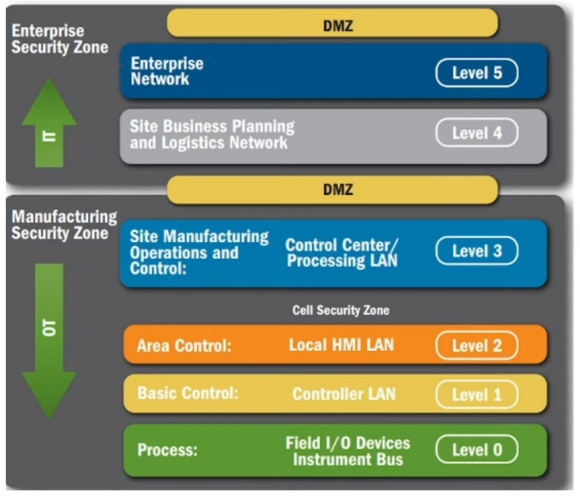 DMZ
Enterprise
Security Zone
Enterprise
Network
Level 5
IT
Site Business Planning
and Logistics Network
Level 4
DMZ
Manufacturing
Security Zone
Site Manufacturing
Operations and
Control:
Control Center/
Processing LAN
Level 3
OT
Cell Security Zone
Area Control:
Local HMI LAN
Level 2
Basic Control:
Controller LAN
Level 1
Process:
Field I/O Devices
Instrument Bus
Level 0